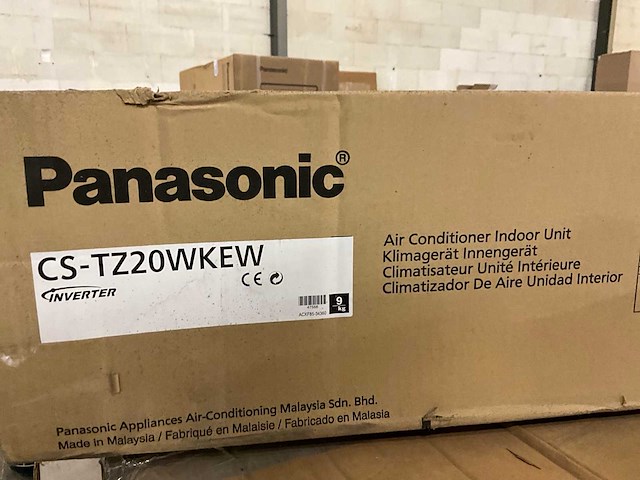 Panasonic
Panasonic®
CS-TZ20WKEW
CE
INVERTER
9
kg
Air Conditioner Indoor Unit
Klimagerät Innengerät
Climatisateur Unité Intérieure
Climatizador De Aire Unidad Interior
Panasonic Appliances Air-Conditioning Malaysia Sdn. Bhd.
Made in Malaysia / Fabriqué en Malaisie / Fabricado en Malasia